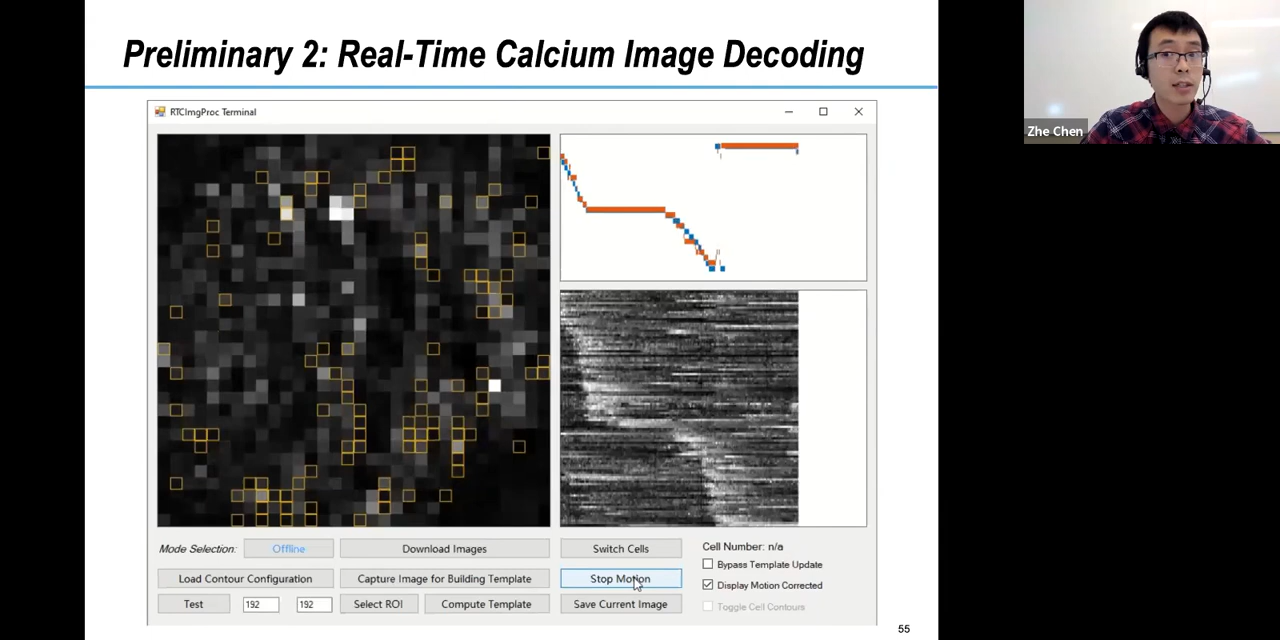 Preliminary 2: Real-Time Calcium Image Decoding
RTCImgProc Terminal
Zhe Chen
Mode Selection: Offline Download Images Switch Cells Cell Number: n/a
Bypass Template Update
Load Contour Configuration Capture Image for Building Template Stop Motion Display Motion Corrected
Test 192 192 Select ROI Compute Template Save Current Image Toggle Cell Contours
55